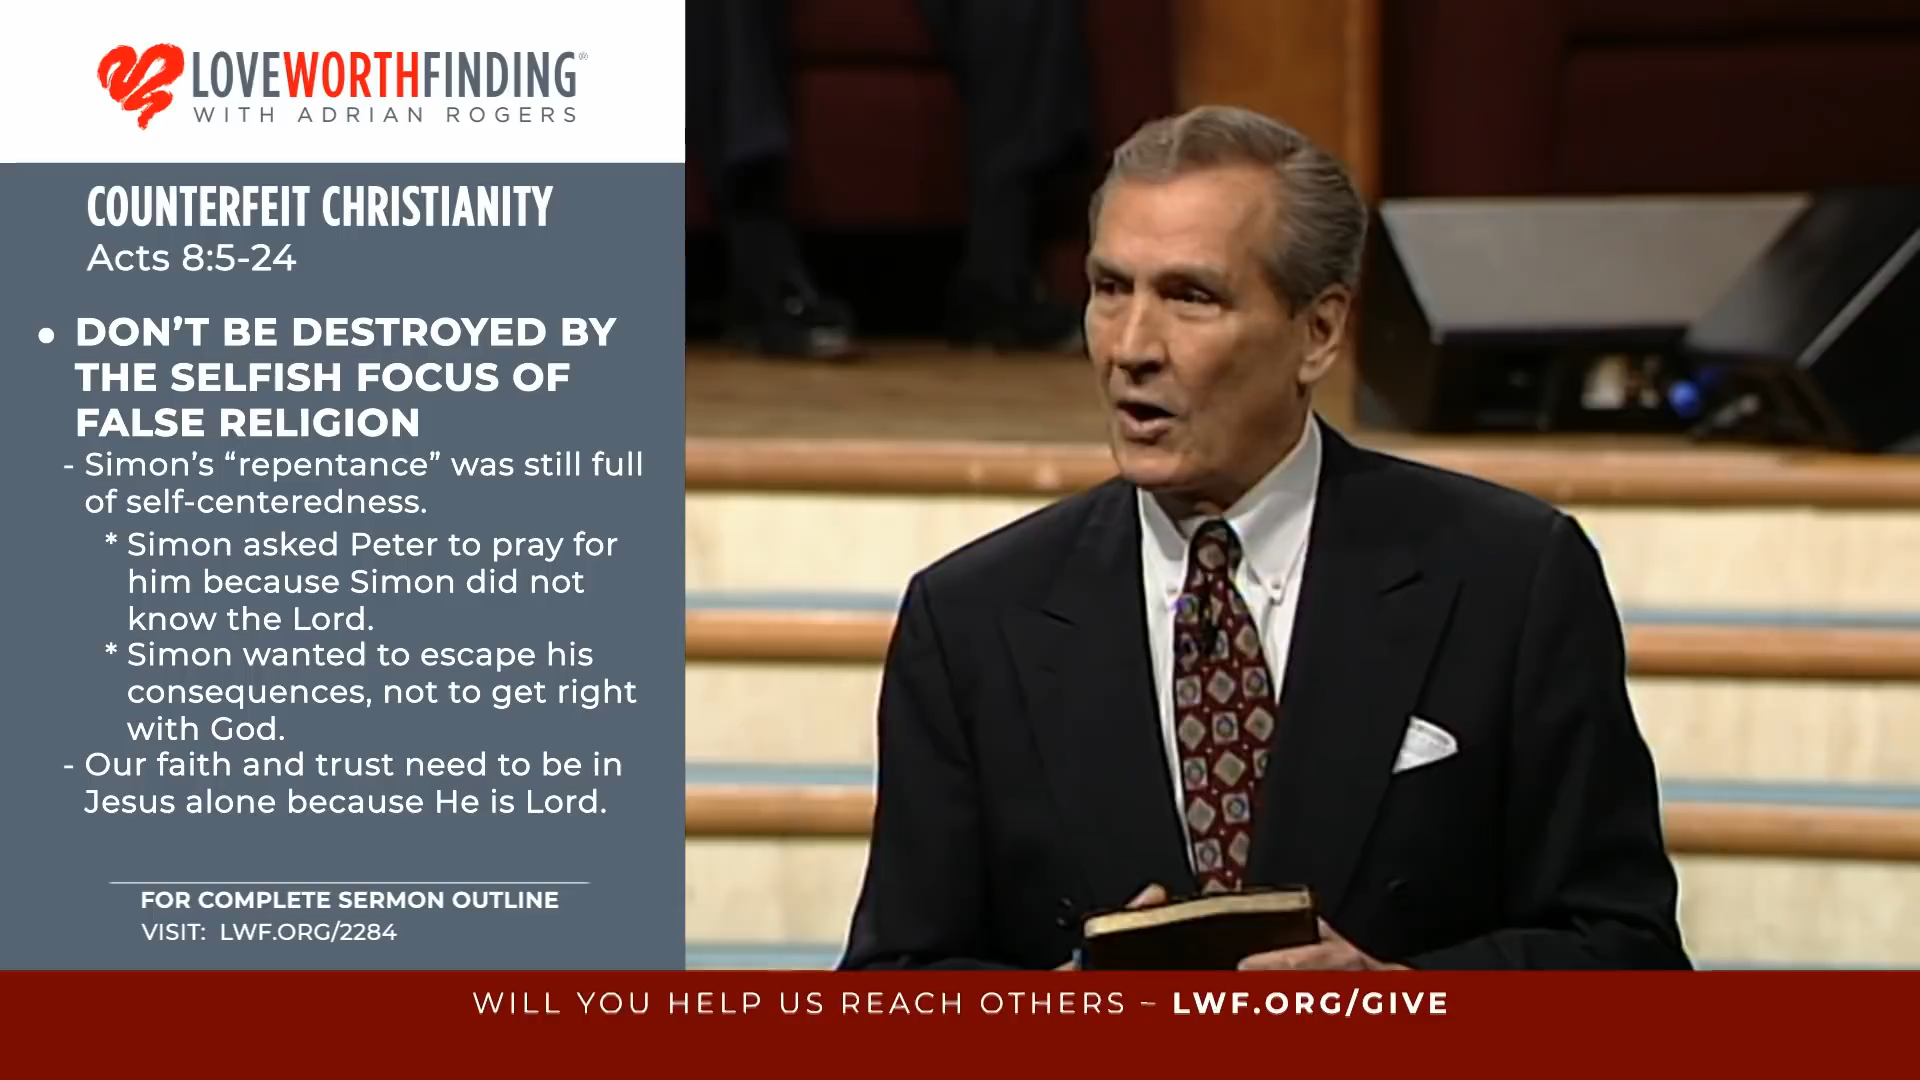 LOVEWORTHFINDING®
WITH ADRIAN ROGERS
COUNTERFEIT CHRISTIANITY
Acts 8:5-24
• DON’T BE DESTROYED BY
THE SELFISH FOCUS OF
FALSE RELIGION
- Simon’s “repentance” was still full
of self-centeredness.
* Simon asked Peter to pray for
him because Simon did not
know the Lord.
* Simon wanted to escape his
consequences, not to get right
with God.
- Our faith and trust need to be in
Jesus alone because He is Lord.
FOR COMPLETE SERMON OUTLINE
VISIT: LWF.ORG/2284
WILL YOU HELP US REACH OTHERS – LWF.ORG/GIVE